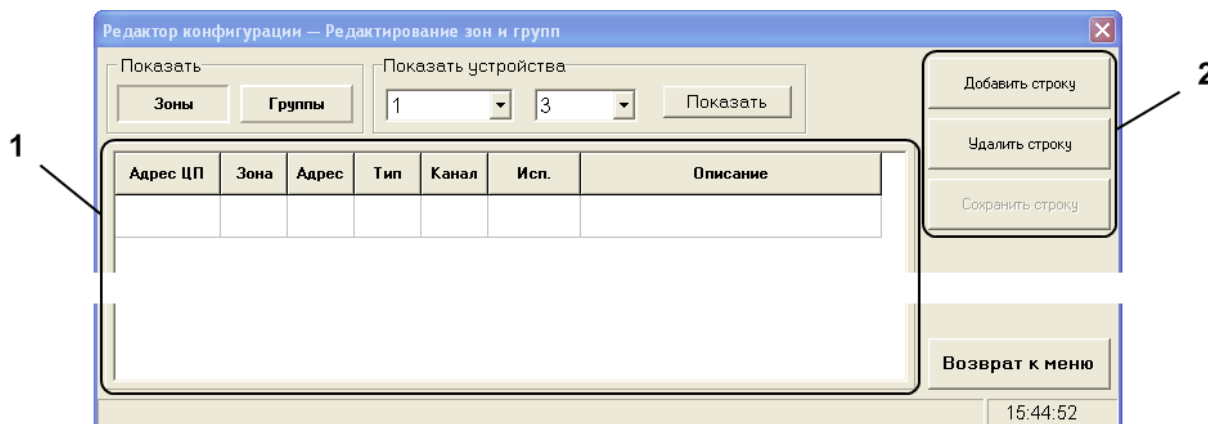 Редактор конфигурации — Редактирование зон и групп
Показать
Показать устройства
Зоны
Группы
1
3
Показать
Добавить строку
2
Удалить строку
1
Адрес ЦП Зона Адрес Тип Канал Исп. Описание
Сохранить строку
Возврат к меню
15:44:52